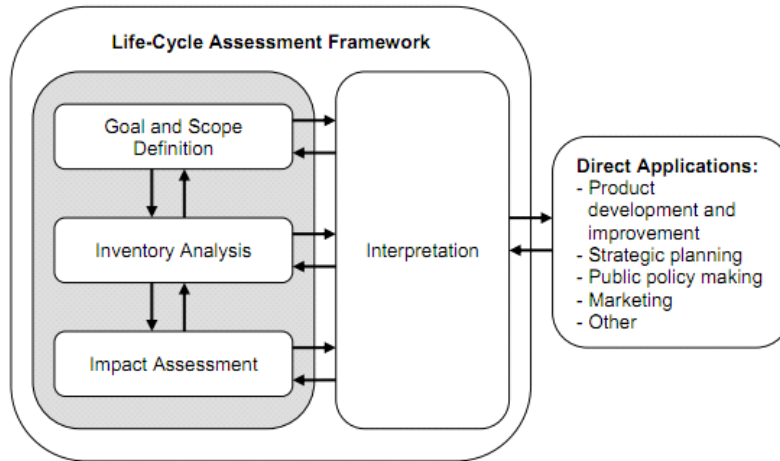 Life-Cycle Assessment Framework
Goal and Scope
Definition
Inventory Analysis
Impact Assessment
Interpretation
Direct Applications:
- Product
development and
improvement
- Strategic planning
- Public policy making
- Marketing
- Other